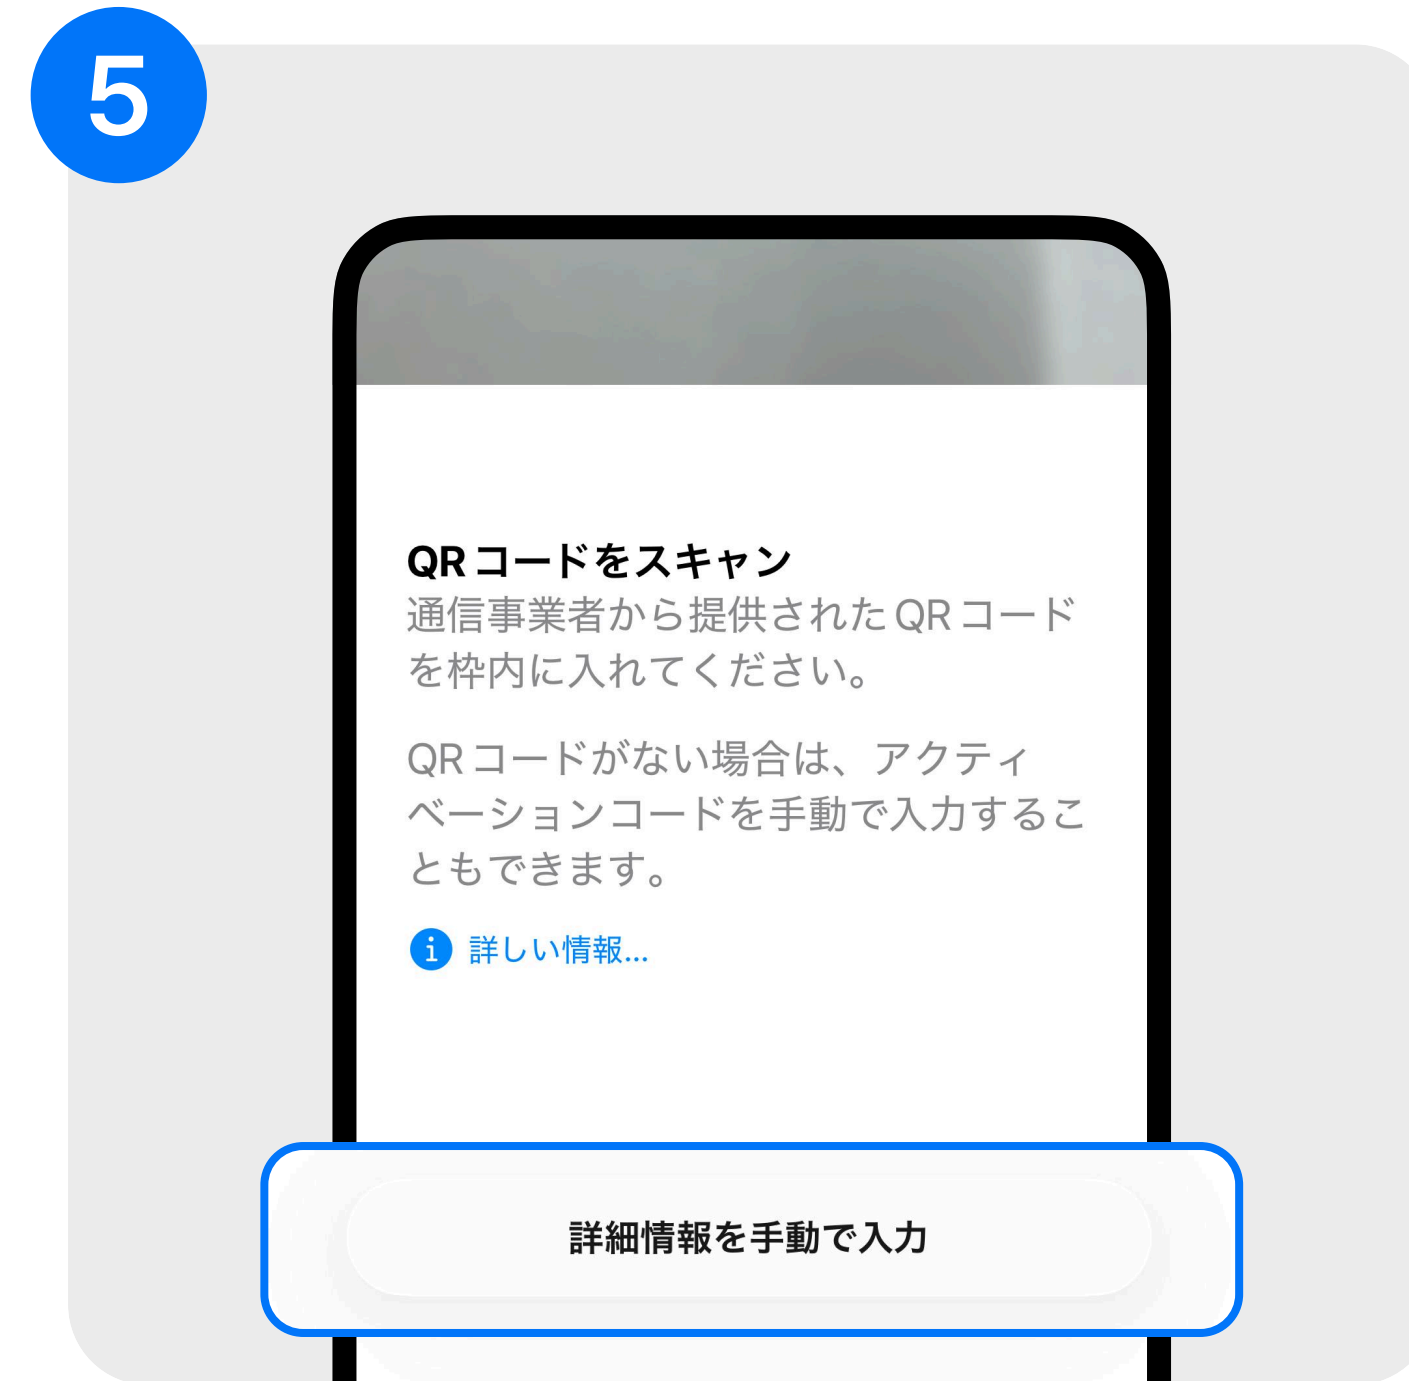 5
QRコードをスキャン
通信事業者から提供されたQRコード
を枠内に入れてください。
QRコードがない場合は、アクティ
ベーションコードを手動で入力するこ
ともできます。
i 詳しい情報...
詳細情報を手動で入力